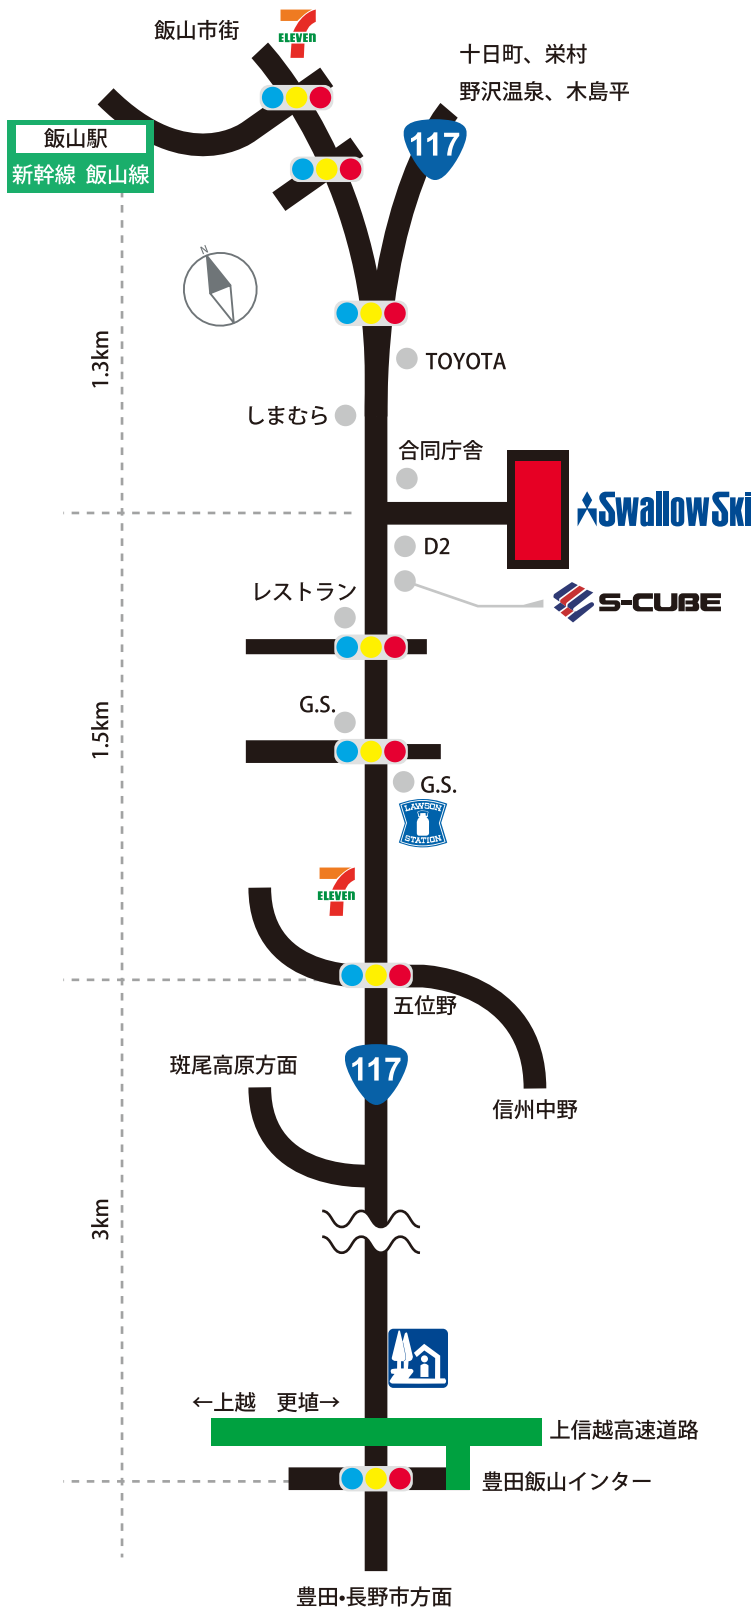 飯山市街
7
ELEVEN
十日町、栄村
野沢温泉、木島平
飯山駅
新幹線 飯山線
117
N
1.3km
TOYOTA
しまむら
合同庁舎
SwallowSki
D2
S-CUBE
レストラン
1.5km
G.S.
G.S.
LAWSON
STATION
7
ELEVEN
五位野
117
斑尾高原方面
信州中野
3km
←上越 更埴→
上信越高速道路
豊田飯山インター
豊田・長野市方面